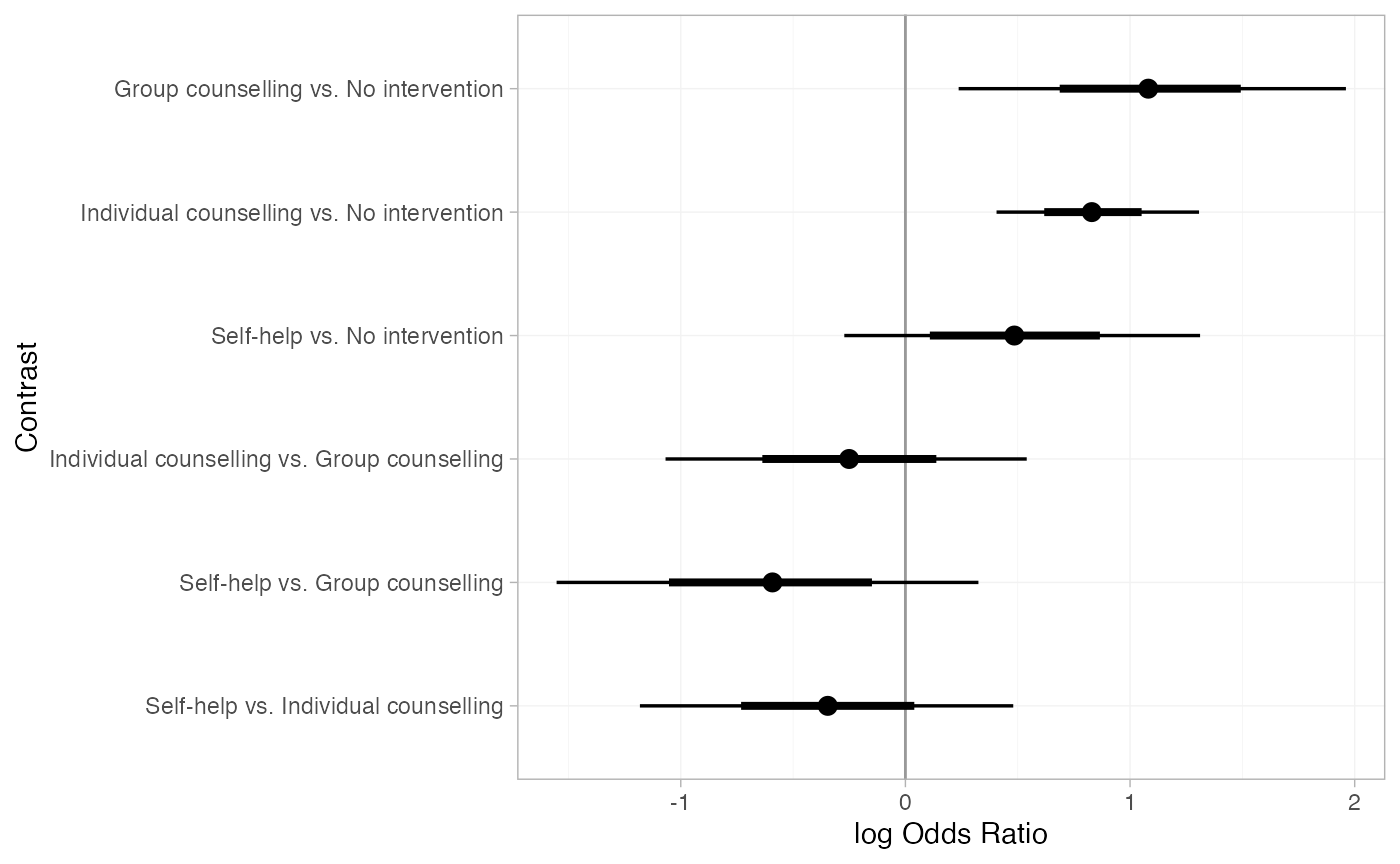 Group counselling vs. No intervention
Individual counselling vs. No intervention
Self-help vs. No intervention
Individual counselling vs. Group counselling
Self-help vs. Group counselling
Self-help vs. Individual counselling
Contrast
-1 0 1 2
log Odds Ratio